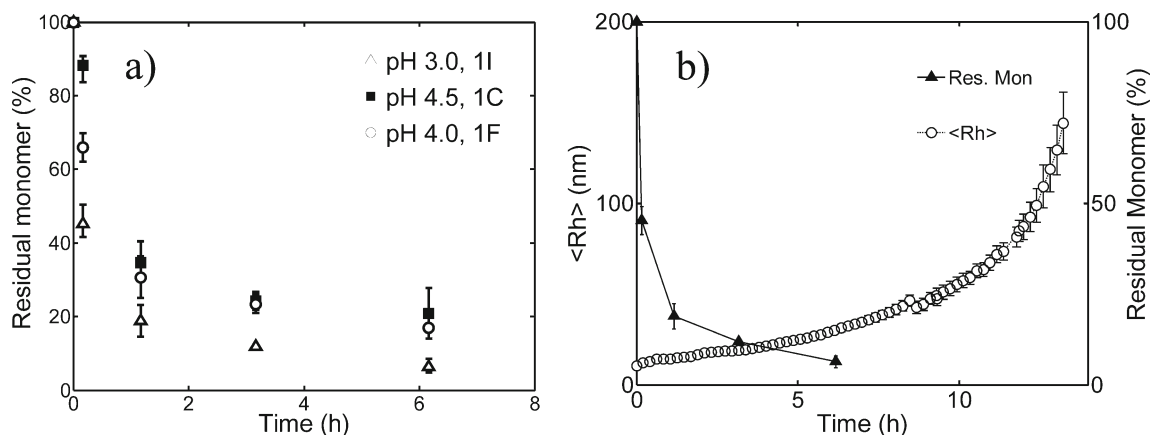 a)
Residual monomer (%)
100
80
60
40
20
0
0 2 4 6 8
Time (h)
pH 3.0, 1I
pH 4.5, 1C
pH 4.0, 1F
b)
<Rh> (nm)
200
100
0
0 5 10
Time (h)
Res. Mon
<Rh>
100
50
0
Residual Monomer (%)